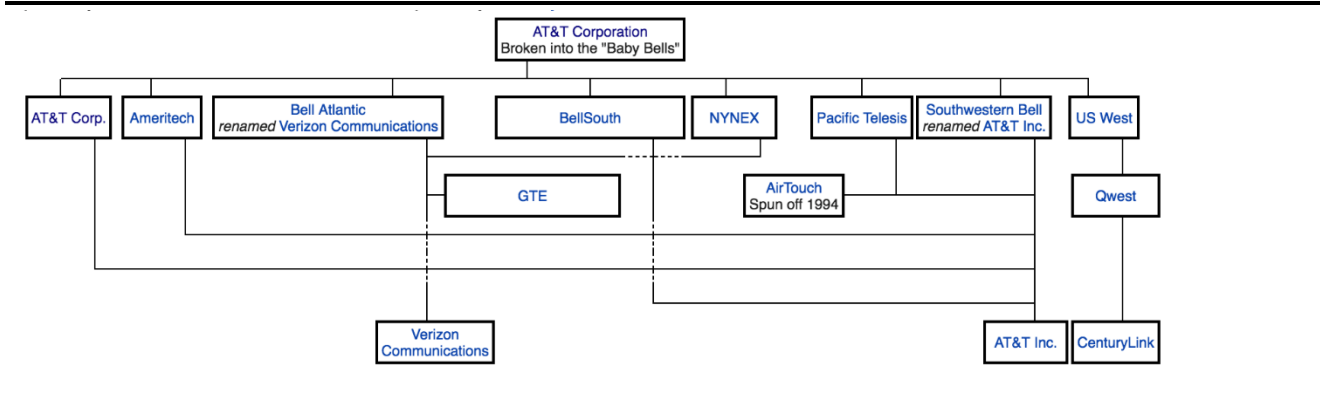 AT&T Corporation
Broken into the "Baby Bells"
AT&T Corp.
Ameritech
Bell Atlantic
renamed Verizon Communications
BellSouth
NYNEX
Pacific Telesis
Southwestern Bell
renamed AT&T Inc.
US West
GTE
AirTouch
Spun off 1994
Qwest
Verizon
Communications
AT&T Inc.
CenturyLink